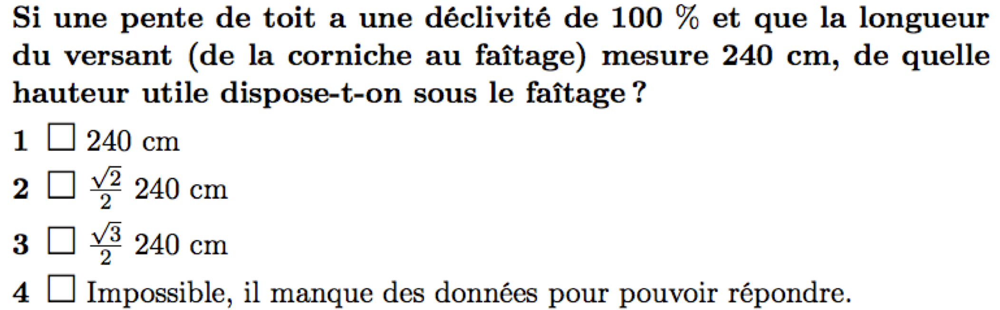 Si une pente de toit a une déclivité de 100 % et que la longueur
du versant (de la corniche au faîtage) mesure 240 cm, de quelle
hauteur utile dispose-t-on sous le faîtage ?
1 □ 240 cm
2 □ √2/2 240 cm
3 □ √3/2 240 cm
4 □ Impossible, il manque des données pour pouvoir répondre.